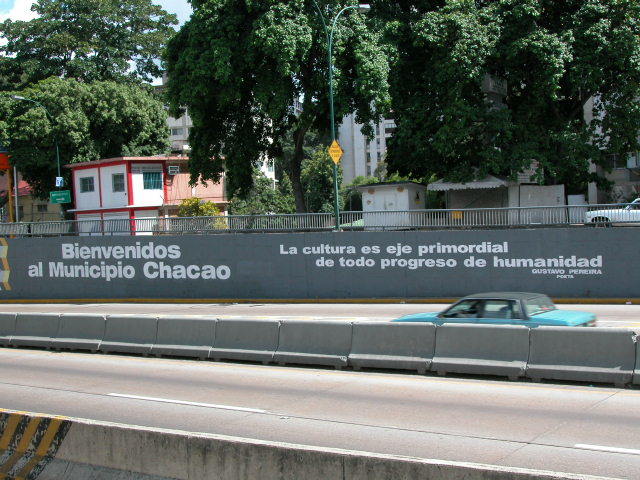 Bienvenidos
al Municipio Chacao
La cultura es eje primordial
de todo progreso de humanidad
GUSTAVO PEREIRA
POETA